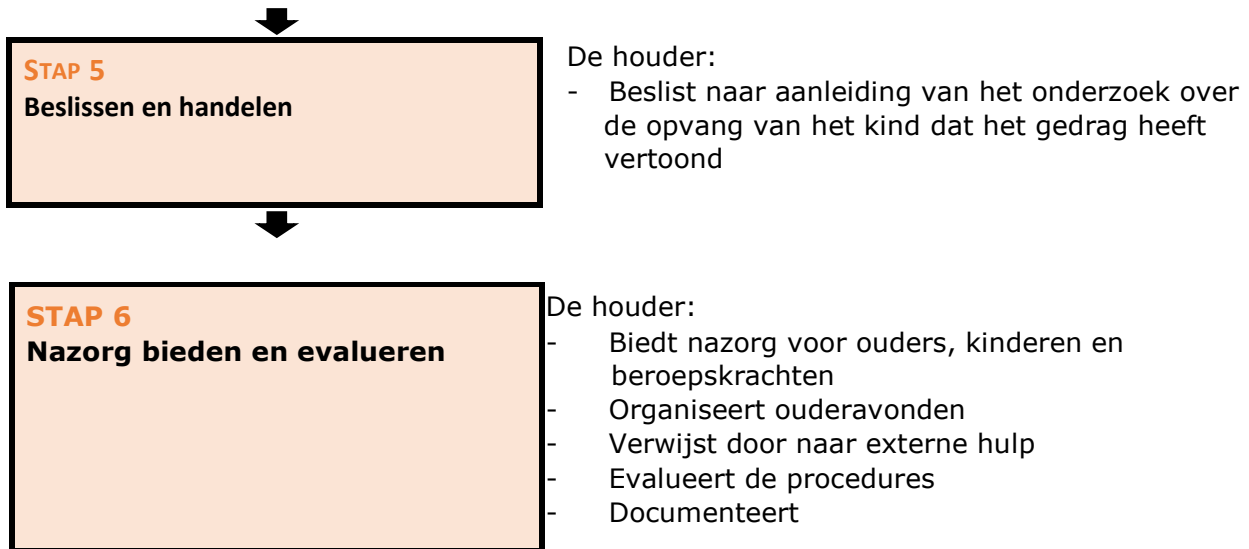 STAP 5
Beslissen en handelen
De houder:
- Beslist naar aanleiding van het onderzoek over
de opvang van het kind dat het gedrag heeft
vertoond
STAP 6
Nazorg bieden en evalueren
De houder:
- Biedt nazorg voor ouders, kinderen en
beroepskrachten
- Organiseert ouderavonden
- Verwijst door naar externe hulp
- Evalueert de procedures
- Documenteert